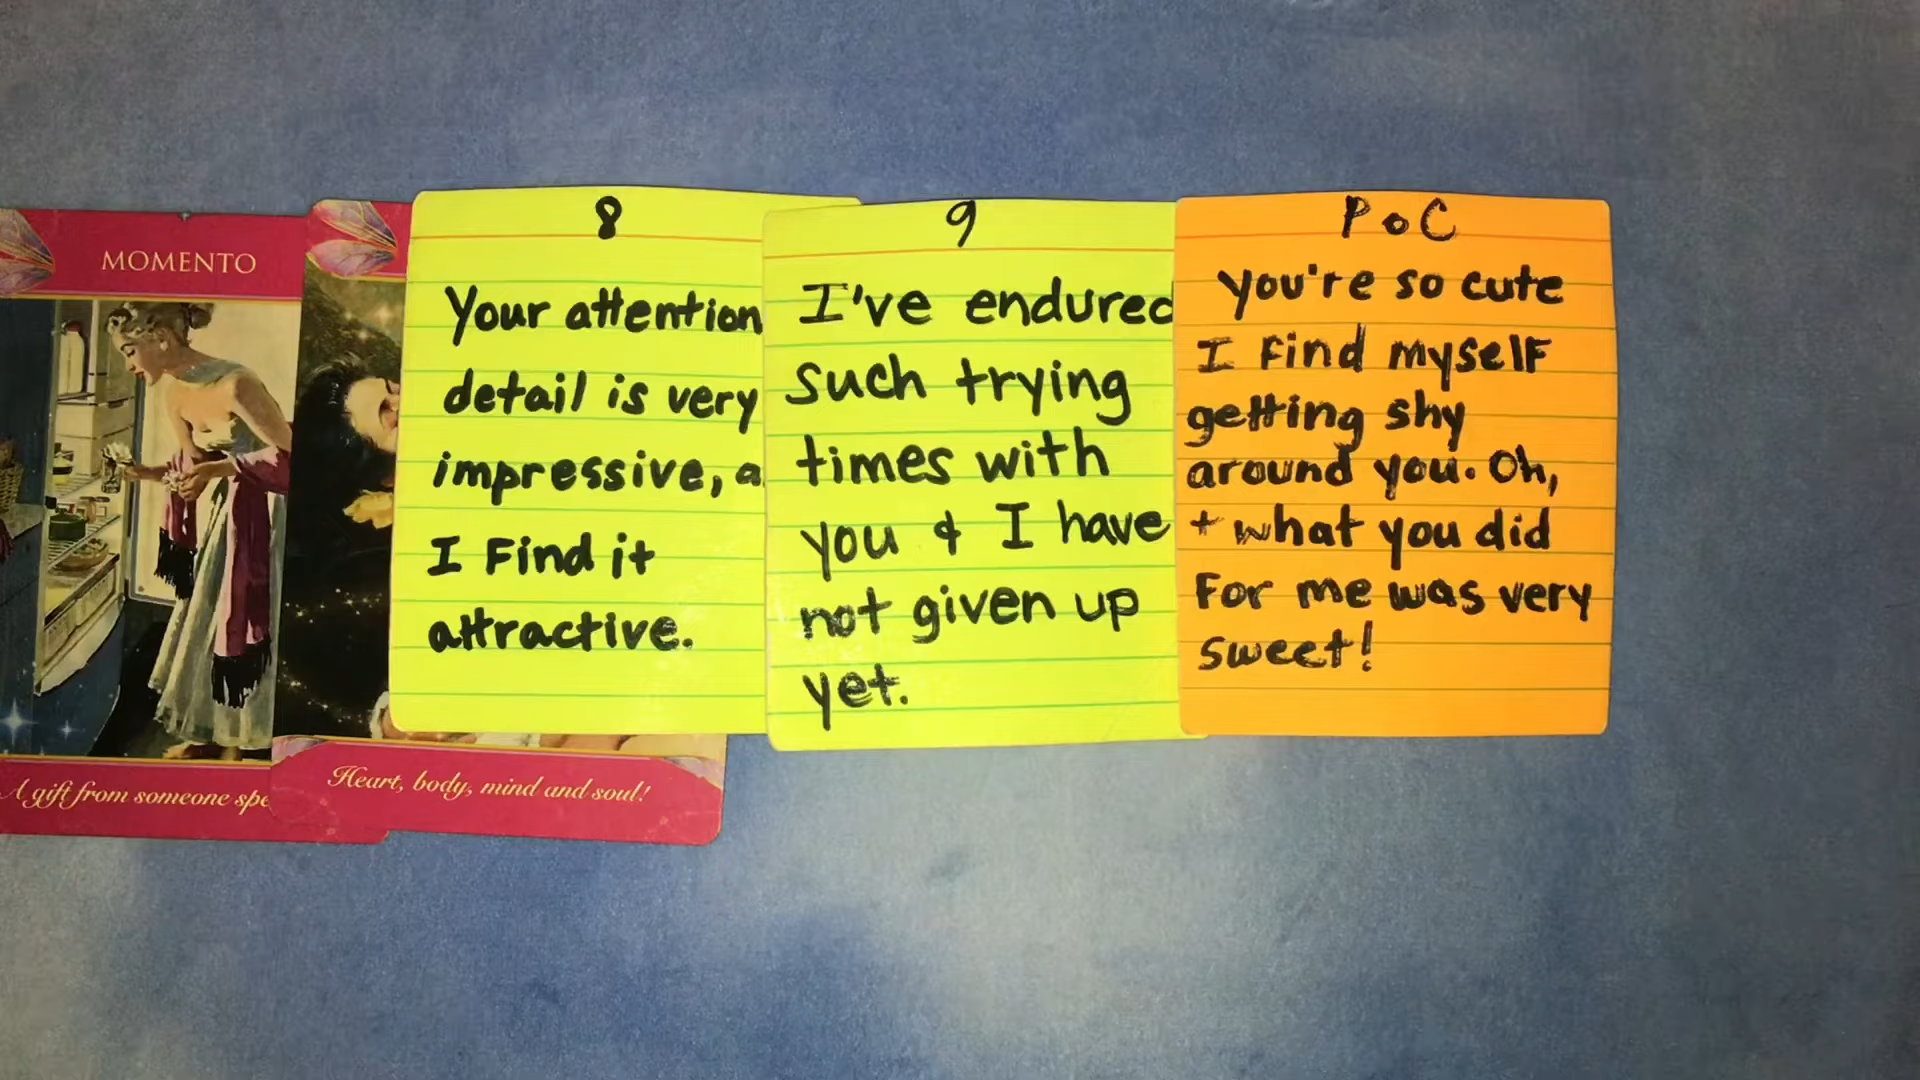 MOMENTO
A gift from someone spe
Heart, body, mind and soul!
8
Your attention
detail is very
impressive, a
I Find it
attractive.
9
I've endured
such trying
times with
you & I have
not given up
yet.
PoC
You're so cute
I Find myself
getting shy
around you. Oh,
+ what you did
For me was very
sweet!